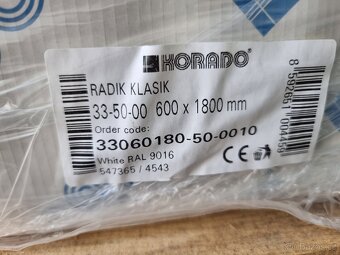 KORADO®
RADIK KLASIK
33-50-00 600 x 1800 mm
Order code:
33060180-50-0010
White RAL 9016
547365 / 4543
CE